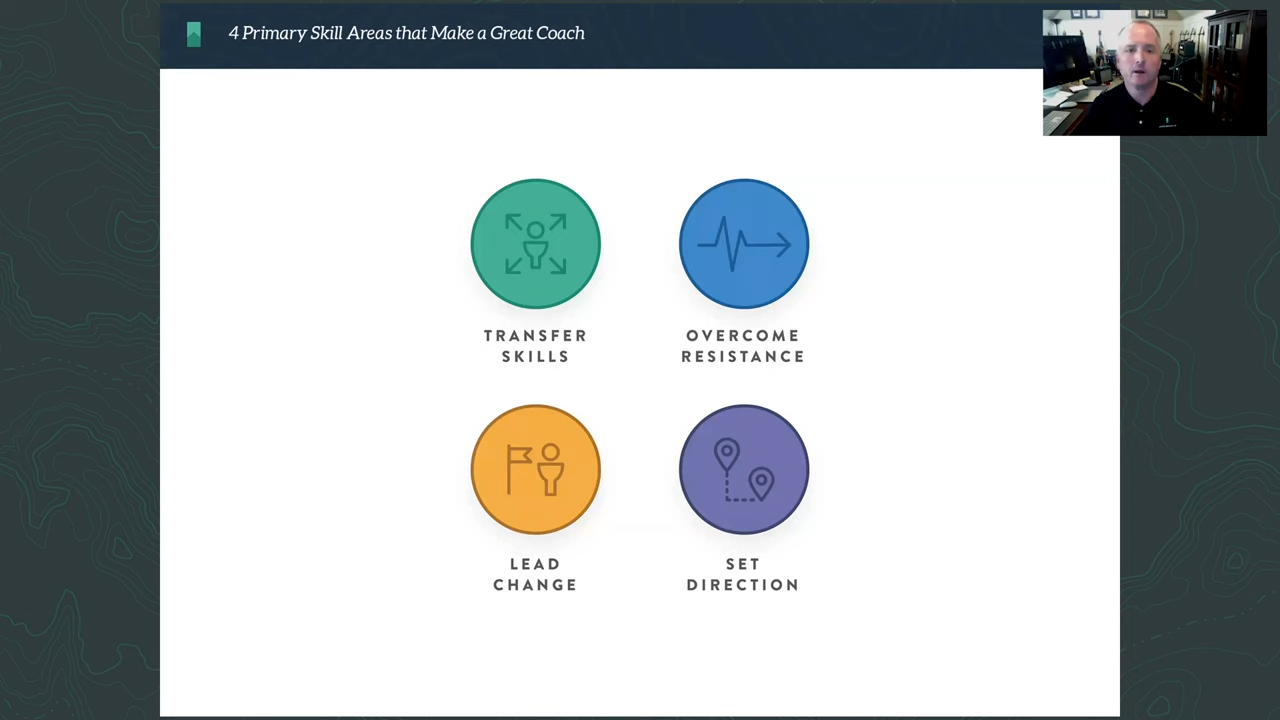 4 Primary Skill Areas that Make a Great Coach
TRANSFER
SKILLS
OVERCOME
RESISTANCE
LEAD
CHANGE
SET
DIRECTION